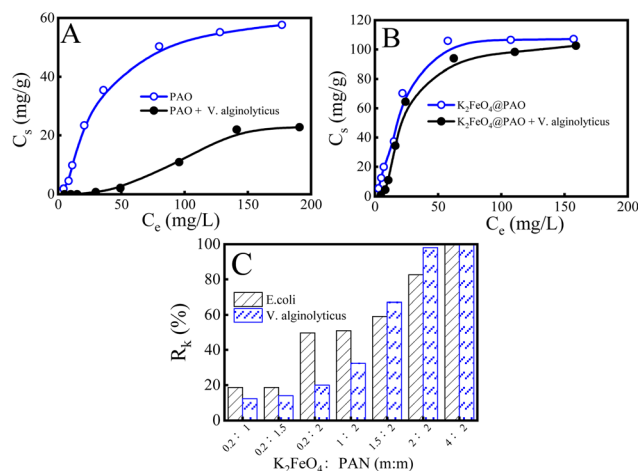 A
60
40
20
0
C_s (mg/g)
PAO
PAO + V. alginolyticus
0 50 100 150 200
C_e (mg/L)
B
120
100
80
60
40
20
0
C_s (mg/g)
K₂FeO₄@PAO
K₂FeO₄@PAO + V. alginolyticus
0 50 100 150 200
C_e (mg/L)
C
100
80
60
40
20
0
R_k (%)
E.coli
V. alginolyticus
0.2： 1
0.2： 1.5
0.2： 2
1： 2
1.5： 2
2： 2
4： 2
K₂FeO₄： PAN (m:m)